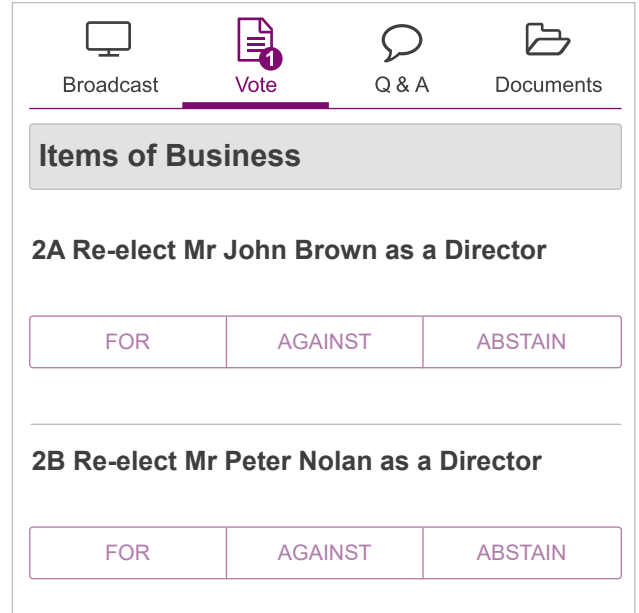 1
Broadcast Vote Q & A Documents
Items of Business
2A Re-elect Mr John Brown as a Director
FOR AGAINST ABSTAIN
2B Re-elect Mr Peter Nolan as a Director
FOR AGAINST ABSTAIN